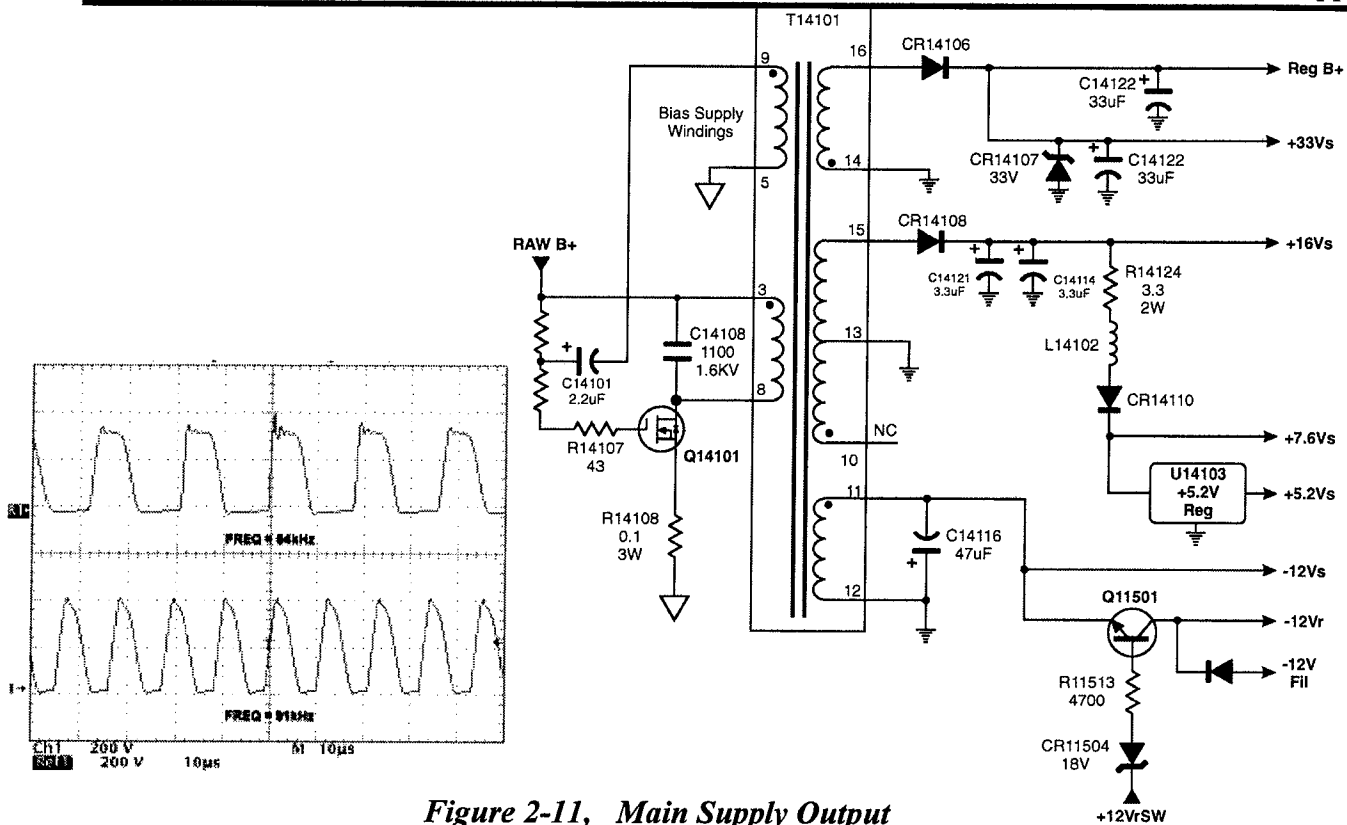 T14101
9
16
CR14106
Reg B+
C14122
33uF
+
Bias Supply
Windings
+33Vs
CR14107
33V
+
C14122
33uF
5
14
15
CR14108
+16Vs
+
C14121
3.3uF
+
C14114
3.3uF
R14124
3.3
2W
RAW B+
3
C14108
1100
1.6KV
13
L14102
+
C14101
2.2uF
8
CR14110
R14107
43
Q14101
NC
10
+7.6Vs
U14103
+5.2V
Reg
+5.2Vs
11
R14108
0.1
3W
C14116
47uF
+
12
-12Vs
Q11501
-12Vr
-12V
Fil
R11513
4700
CR11504
18V
+12VrSW
FREQ = 64kHz
FREQ = 91kHz
Ch1 200 V M 10µs
200 V 10µs
Figure 2-11, Main Supply Output